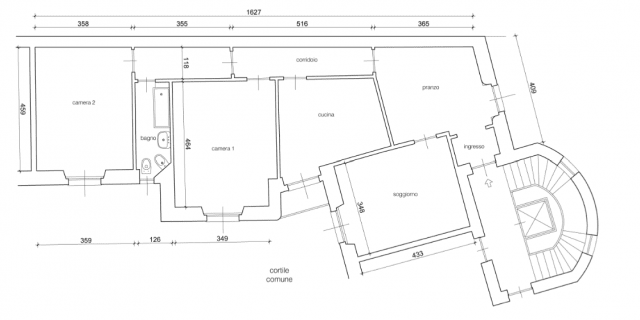 1627
358
355
516
365
118
corridoio
409
459
camera 2
pranzo
cucina
bagno
464
camera 1
ingresso
soggiorno
348
433
359
126
349
cortile
comune